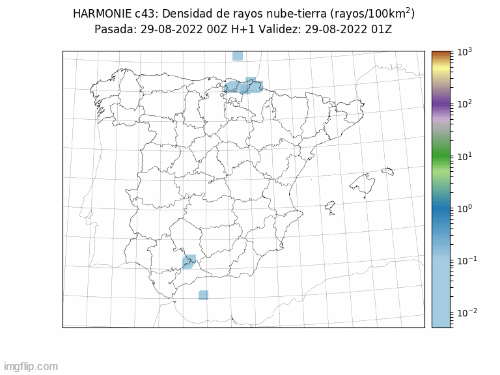 HARMONIE c43: Densidad de rayos nube-tierra (rayos/100km²)
Pasada: 29-08-2022 00Z H+1 Validez: 29-08-2022 01Z
10³
10²
10¹
10⁰
10⁻¹
10⁻²
imgflip.com